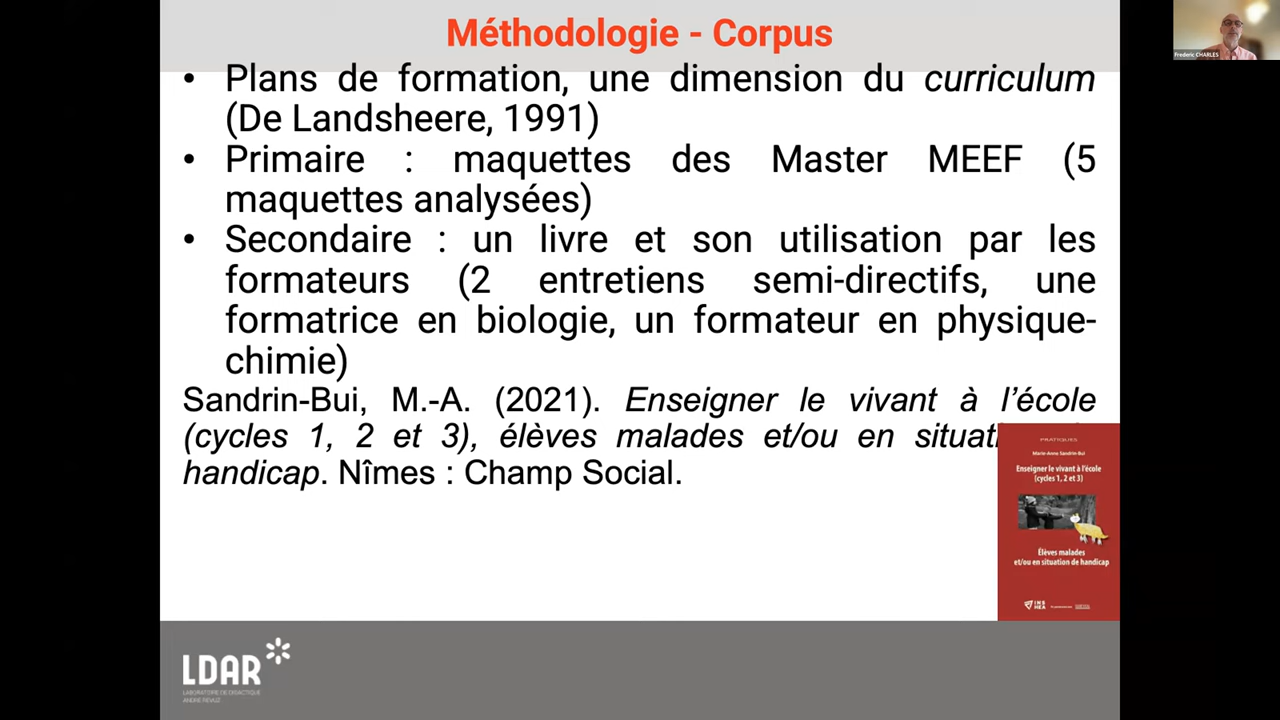 Méthodologie - Corpus
• Plans de formation, une dimension du curriculum
(De Landsheere, 1991)
• Primaire : maquettes des Master MEEF (5
maquettes analysées)
• Secondaire : un livre et son utilisation par les
formateurs (2 entretiens semi-directifs, une
formatrice en biologie, un formateur en physique-
chimie)
Sandrin-Bui, M.-A. (2021). Enseigner le vivant à l’école
(cycles 1, 2 et 3), élèves malades et/ou en situati
handicap. Nîmes : Champ Social.
PRATIQUES
Marie-Anne Sandrin-Bui
Enseigner le vivant à l'école
(cycles 1, 2 et 3)
Élèves malades
et/ou en situation de handicap
INS
HEA
LDAR
LABORATOIRE DE DIDACTIQUE
ANDRÉ REVUZ
Frederic CHARLES